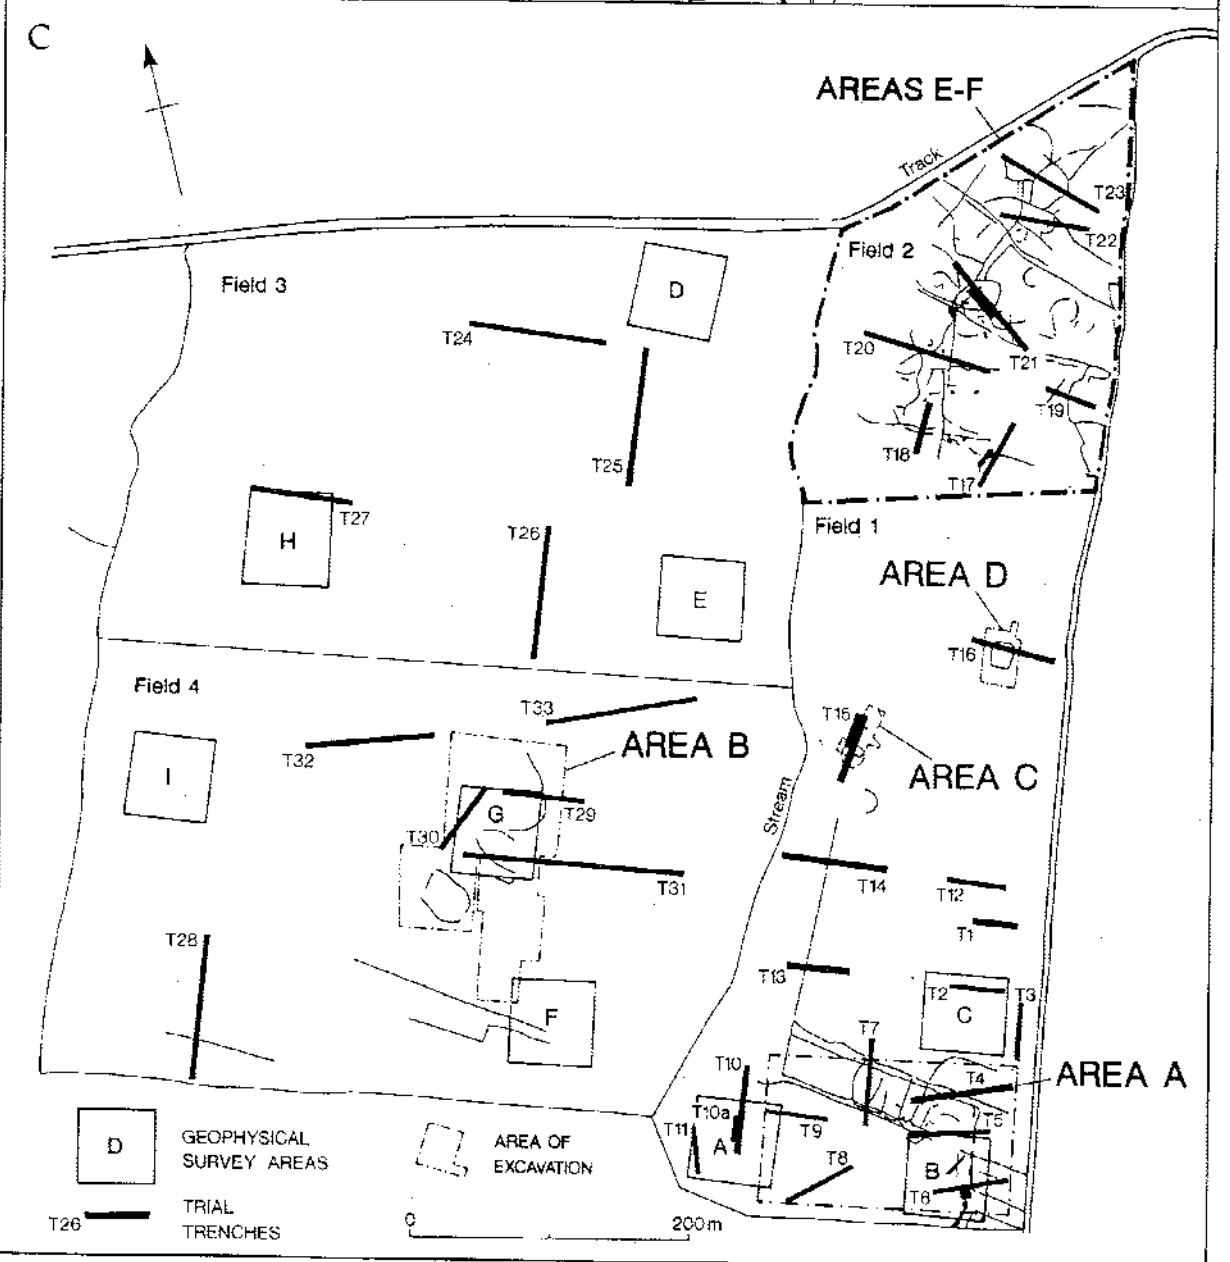 C
AREAS E-F
Track
T23
T22
Field 2
Field 3
D
T24
T20
T21
T19
T25
T18
T17
T27
H
T26
Field 1
AREA D
E
T16
Field 4
T33
T15
T32
AREA B
I
AREA C
Stream
G
T29
T30
T31
T14
T12
T1
T28
T13
T2
T3
C
F
T7
T10
T4
AREA A
T10a
T11
A
T9
T5
T8
B
T6
D
GEOPHYSICAL
SURVEY AREAS
AREA OF
EXCAVATION
T26
TRIAL
TRENCHES
0
200m